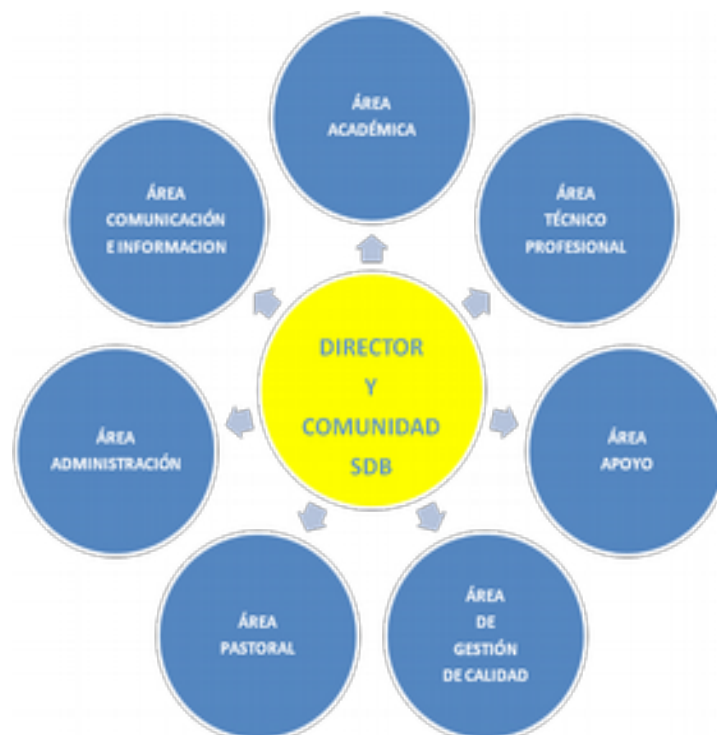 ÁREA
ACADÉMICA
ÁREA
COMUNICACIÓN
E INFORMACION
ÁREA
TÉCNICO
PROFESIONAL
DIRECTOR
Y
COMUNIDAD
SDB
ÁREA
ADMINISTRACIÓN
ÁREA
APOYO
ÁREA
PASTORAL
ÁREA
DE
GESTIÓN
DE CALIDAD